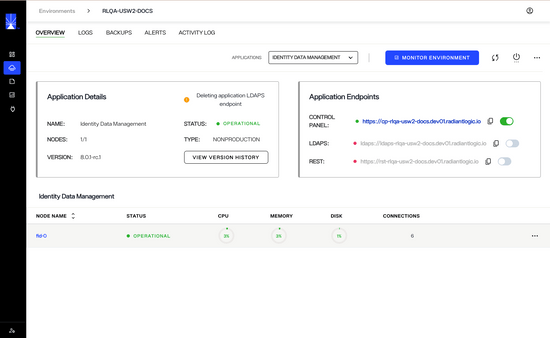 Environments > RLQA-USW2-DOCS
OVERVIEW LOGS BACKUPS ALERTS ACTIVITY LOG
APPLICATIONS IDENTITY DATA MANAGEMENT MONITOR ENVIRONMENT
Application Details
Deleting application LDAPS
endpoint
NAME: Identity Data Management STATUS: OPERATIONAL
NODES: 1/1 TYPE: NONPRODUCTION
VERSION: 8.0.1-rc.1 VIEW VERSION HISTORY
Application Endpoints
CONTROL
PANEL: https://cp-rlqa-usw2-docs.dev01.radiantlogic.io
LDAPS: ldaps://ldaps-rlqa-usw2-docs.dev01.radiantlogic.io
REST: https://rst-rlqa-usw2-docs.dev01.radiantlogic.io
Identity Data Management
NODE NAME STATUS CPU MEMORY DISK CONNECTIONS
fid-0 OPERATIONAL 1%